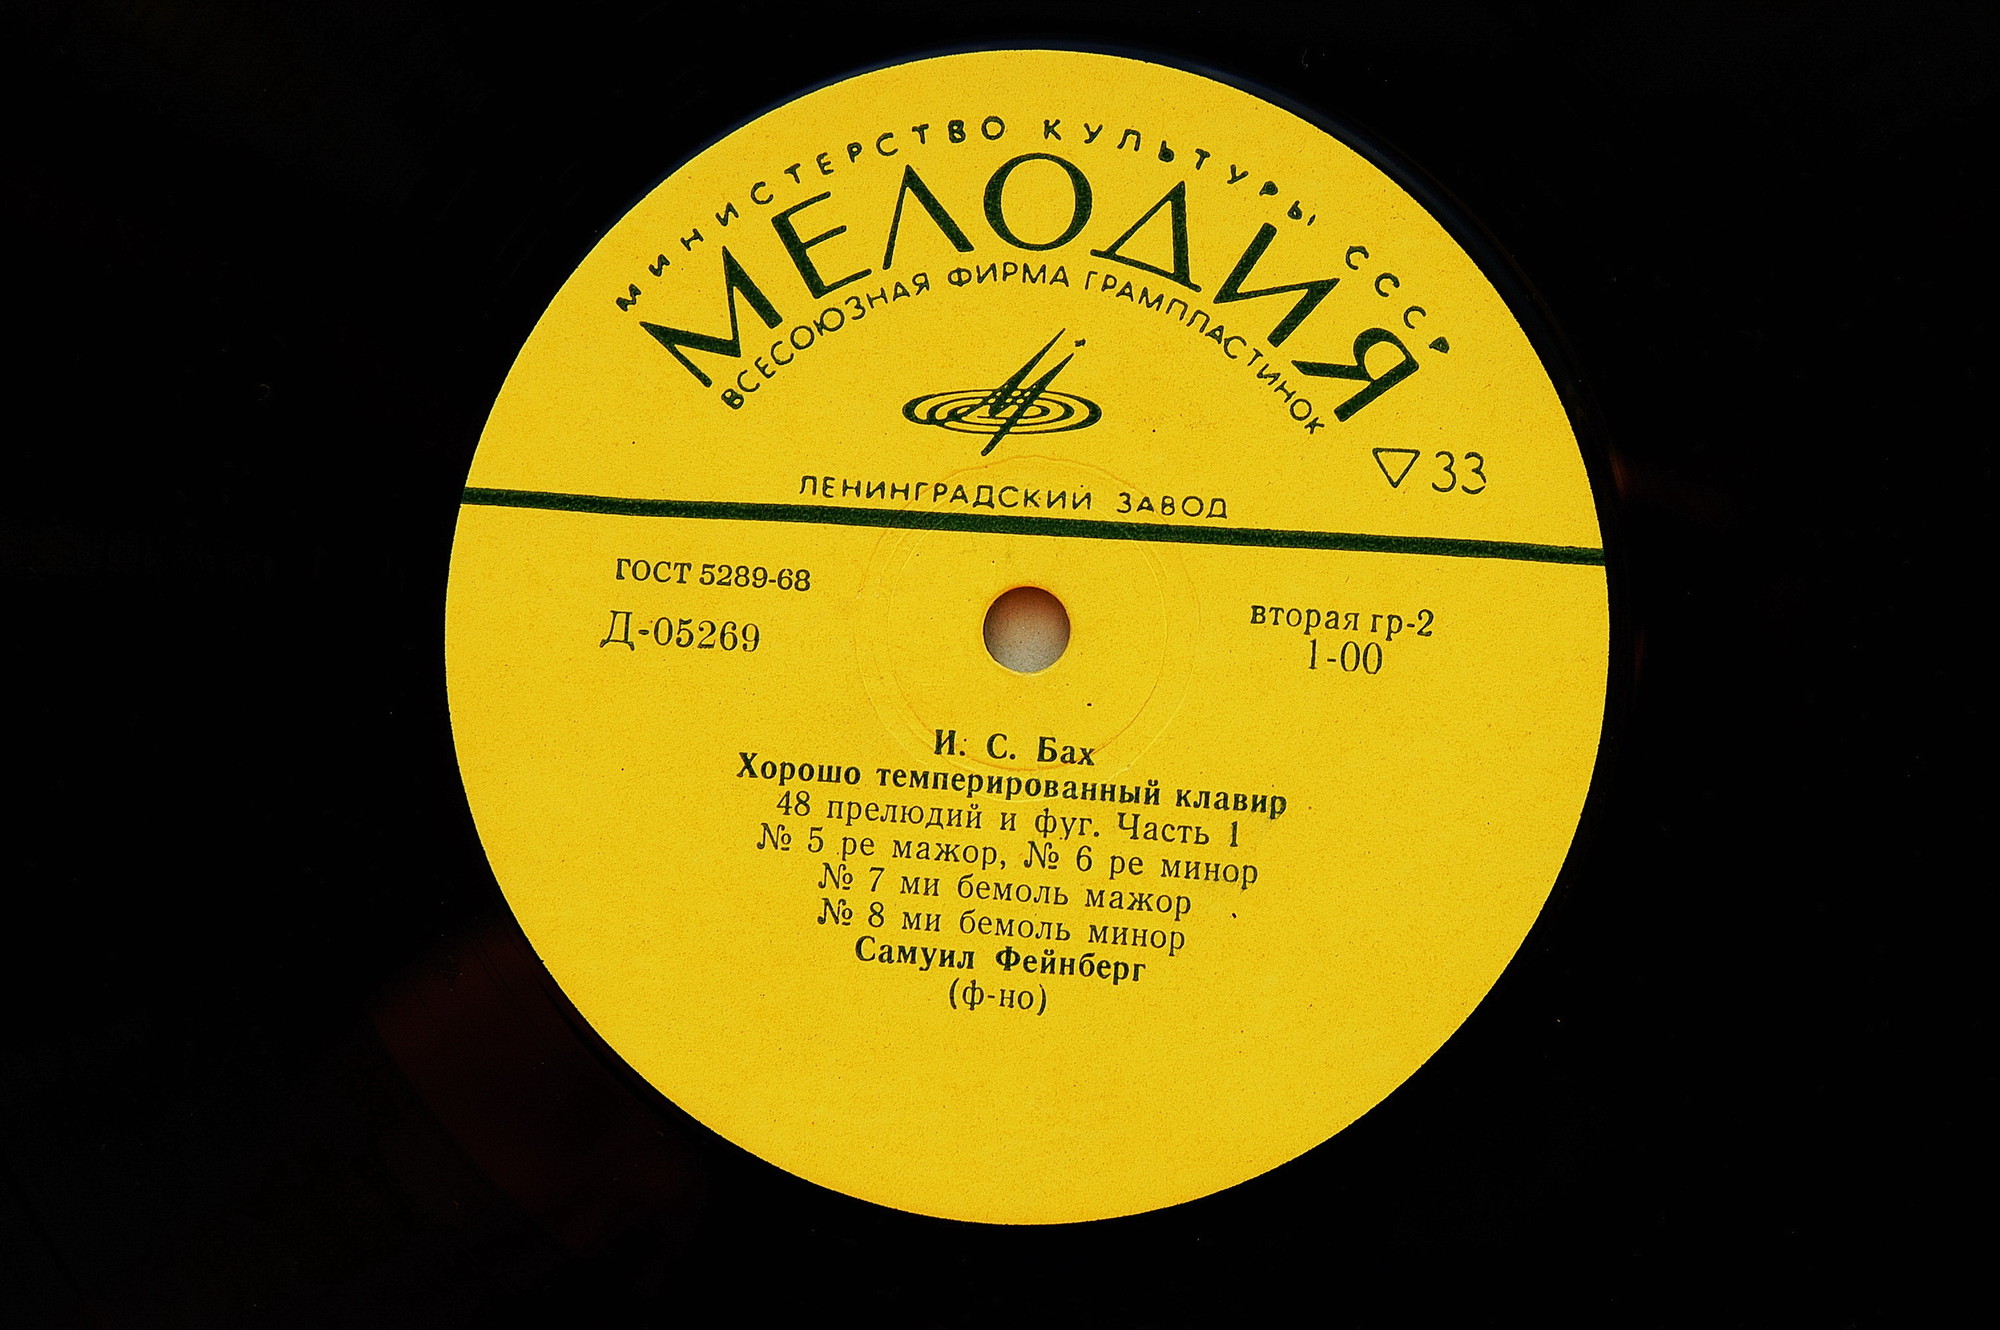 МИНИСТЕРСТВО КУЛЬТУРЫ СССР
МЕЛОДИЯ
ВСЕСОЮЗНАЯ ФИРМА ГРАМПЛАСТИНОК
▽33
ЛЕНИНГРАДСКИЙ ЗАВОД
ГОСТ 5289-68
Д-05269
вторая гр-2
1-00
И. С. Бах
Хорошо темперированный клавир
48 прелюдий и фуг. Часть 1
№ 5 ре мажор, № 6 ре минор
№ 7 ми бемоль мажор
№ 8 ми бемоль минор
Самуил Фейнберг
(ф-но)